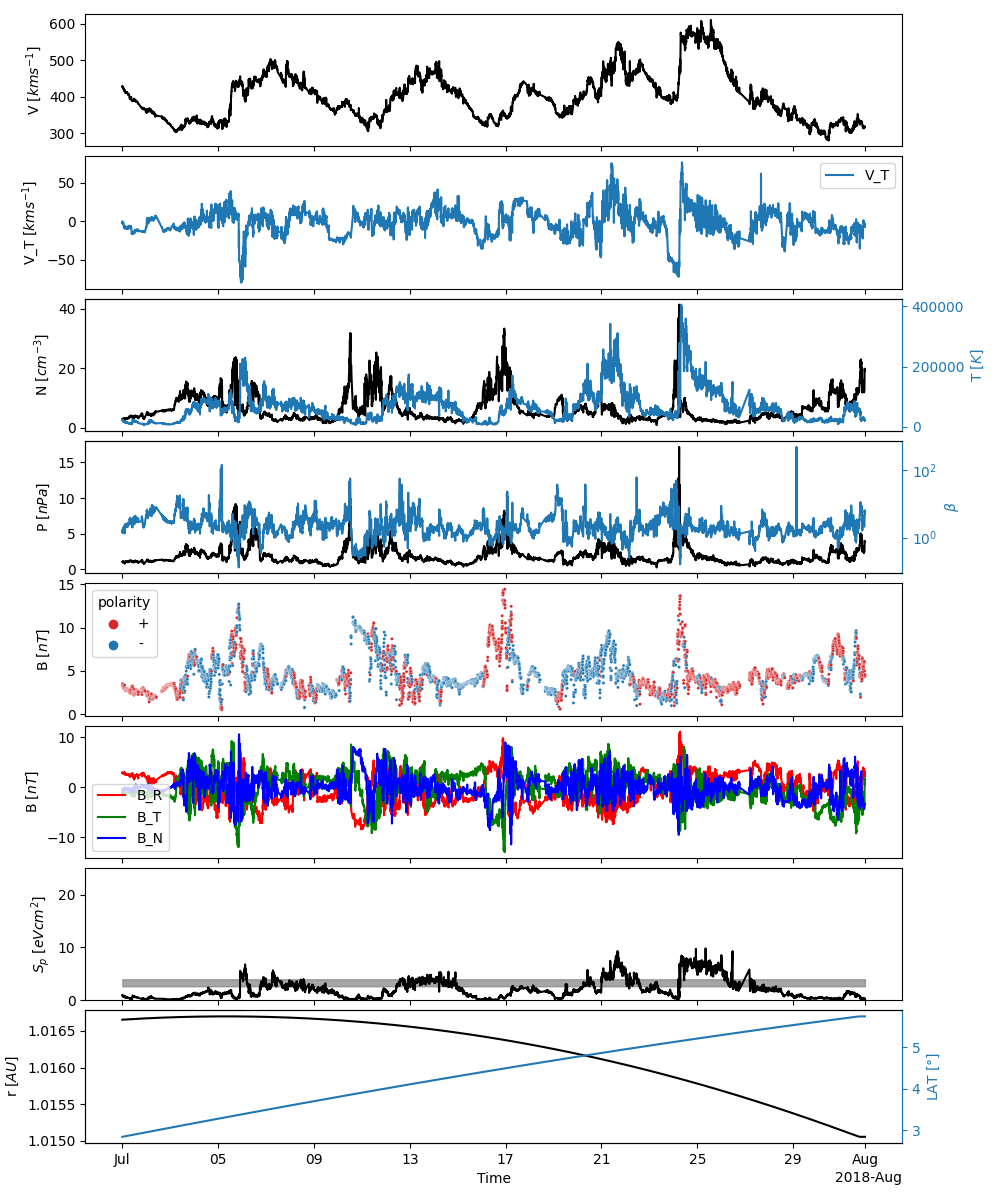 600
500
400
300
V [kms⁻¹]
50
0
−50
V_T [kms⁻¹]
V_T
40
20
0
N [cm⁻³]
400000
200000
0
T [K]
15
10
5
0
P [nPa]
10²
10⁰
β
15
10
5
0
B [nT]
polarity
+
-
10
0
−10
B [nT]
B_R
B_T
B_N
20
10
0
S_p [eVcm²]
1.0165
1.0160
1.0155
1.0150
r [AU]
5
4
3
LAT [°]
Jul
05
09
13
17
21
25
29
Aug
Time
2018-Aug